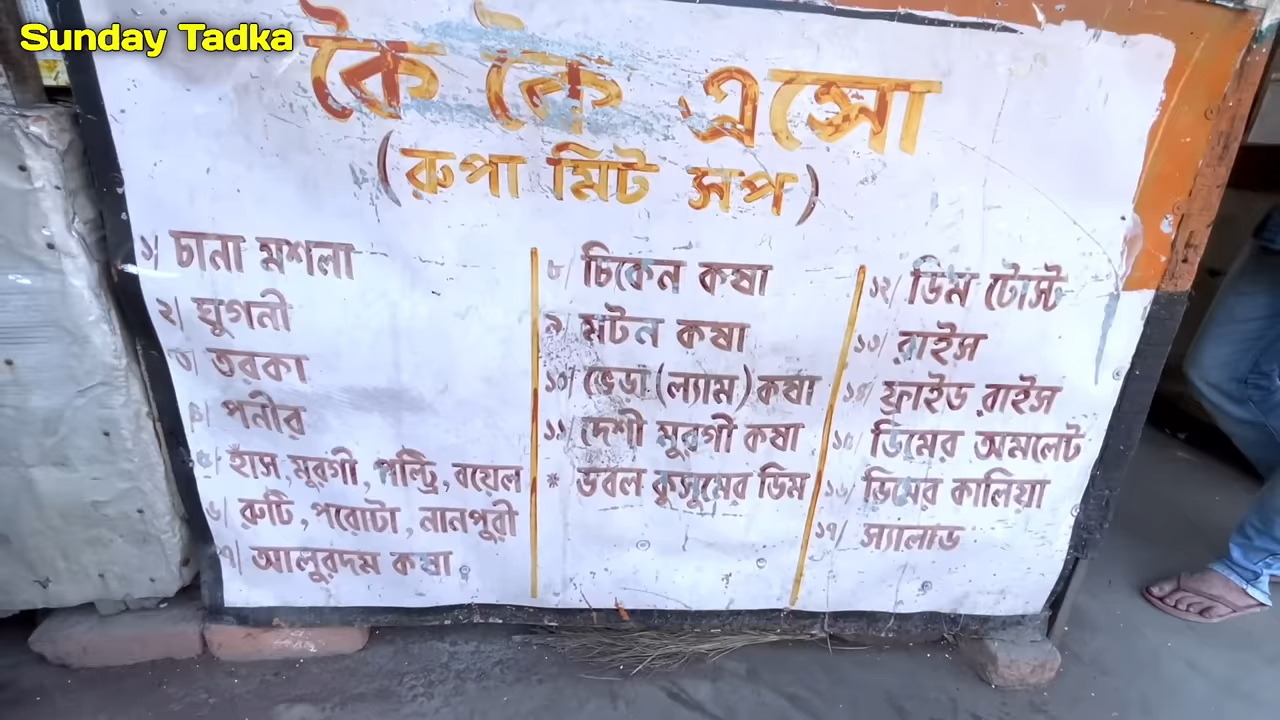 Sunday Tadka
কৈ কৈ এসো
(রুপা মিট সপ)
১/ চানা মশলা
২/ ঘুগনী
৩/ তরকা
৪/ পনীর
৫/ হাঁস, মুরগী, পল্ট্রি, বয়েল
৬/ রুটি, পরোটা, নানপুরী
৭/ আলুরদম কষা
৮/ চিকেন কষা
৯/ মটন কষা
১০/ ভেড়া (ল্যাম) কষা
১১/ দেশী মুরগী কষা
* ডবল কুসুমের ডিম
১২/ ডিম টোস্ট
১৩/ রাইস
১৪/ ফ্রাইড রাইস
১৫/ ডিমের অমলেট
১৬/ ডিমের কালিয়া
১৭/ স্যালাড